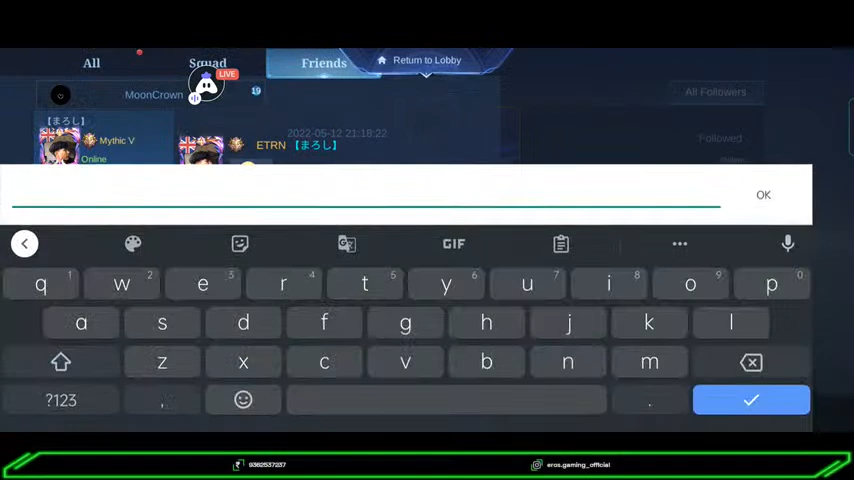 All
Squad
Friends
Return to Lobby
LIVE
MoonCrown
19
All Followers
【まろし】
Mythic V
Online
2022-05-12 21:18:22
ETRN 【まろし】
Followed
OK
GIF
q 1 w 2 e 3 r 4 t 5 y 6 u 7 i 8 o 9 p 0
a s d f g h j k l
z x c v b n m
?123 , .
9362537237
eros.gaming_official